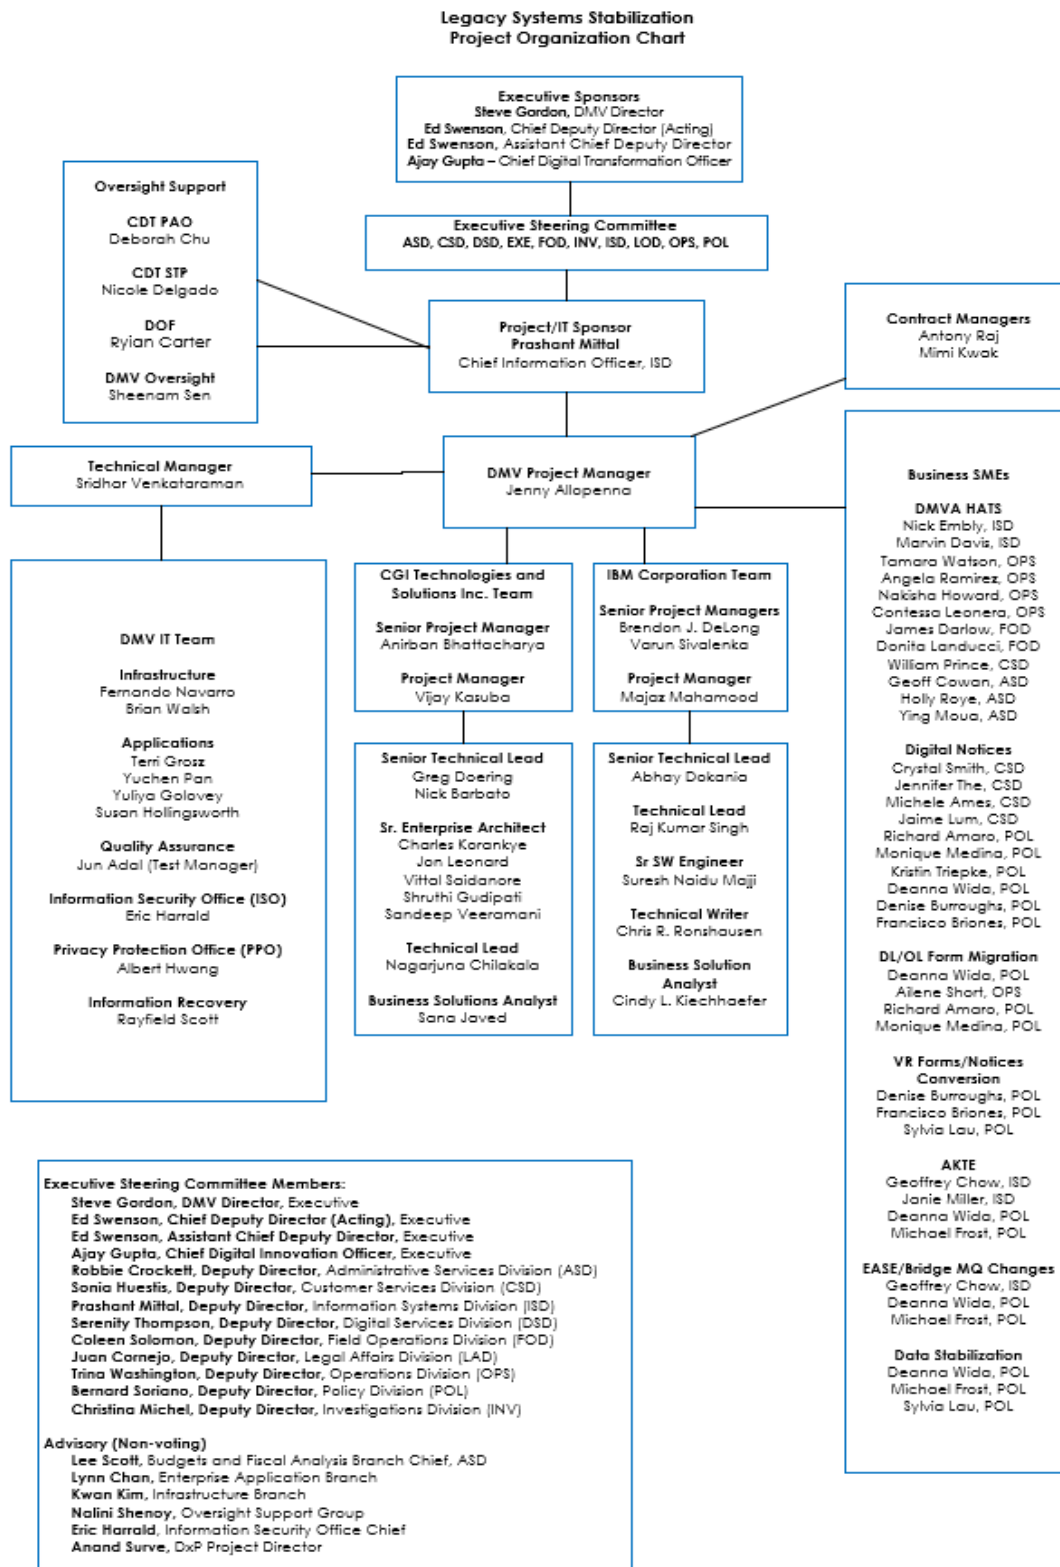 Legacy Systems Stabilization
Project Organization Chart
Executive Sponsors
Steve Gordon, DMV Director
Ed Swenson, Chief Deputy Director (Acting)
Ed Swenson, Assistant Chief Deputy Director
Ajay Gupta – Chief Digital Transformation Officer
Oversight Support
CDT PAO
Deborah Chu
CDT STP
Nicole Delgado
DOF
Ryian Carter
DMV Oversight
Sheenam Sen
Executive Steering Committee
ASD, CSD, DSD, EXE, FOD, INV, ISD, LOD, OPS, POL
Project/IT Sponsor
Prashant Mittal
Chief Information Officer, ISD
Contract Managers
Antony Raj
Mimi Kwak
Technical Manager
Sridhar Venkataraman
DMV Project Manager
Jenny Allopenna
DMV IT Team
Infrastructure
Fernando Navarro
Brian Walsh
Applications
Terri Grosz
Yuchen Pan
Yuliya Golovey
Susan Hollingsworth
Quality Assurance
Jun Adal (Test Manager)
Information Security Office (ISO)
Eric Harrald
Privacy Protection Office (PPO)
Albert Hwang
Information Recovery
Rayfield Scott
CGI Technologies and
Solutions Inc. Team
Senior Project Manager
Anirban Bhattacharya
Project Manager
Vijay Kasuba
Senior Technical Lead
Greg Doering
Nick Barbato
Sr. Enterprise Architect
Charles Korankye
Jon Leonard
Vittal Saidanore
Shruthi Gudipati
Sandeep Veeramani
Technical Lead
Nagarjuna Chilakala
Business Solutions Analyst
Sana Javed
IBM Corporation Team
Senior Project Managers
Brendon J. DeLong
Varun Sivalenka
Project Manager
Majaz Mahamood
Senior Technical Lead
Abhay Dokania
Technical Lead
Raj Kumar Singh
Sr SW Engineer
Suresh Naidu Majji
Technical Writer
Chris R. Ronshausen
Business Solution
Analyst
Cindy L. Kiechhaefer
Business SMEs
DMVA HATS
Nick Embly, ISD
Marvin Davis, ISD
Tamara Watson, OPS
Angela Ramirez, OPS
Nakisha Howard, OPS
Contessa Leonera, OPS
James Darlow, FOD
Donita Landucci, FOD
William Prince, CSD
Geoff Cowan, ASD
Holly Roye, ASD
Ying Moua, ASD
Digital Notices
Crystal Smith, CSD
Jennifer The, CSD
Michele Ames, CSD
Jaime Lum, CSD
Richard Amaro, POL
Monique Medina, POL
Kristin Triepke, POL
Deanna Wida, POL
Denise Burroughs, POL
Francisco Briones, POL
DL/OL Form Migration
Deanna Wida, POL
Ailene Short, OPS
Richard Amaro, POL
Monique Medina, POL
VR Forms/Notices
Conversion
Denise Burroughs, POL
Francisco Briones, POL
Sylvia Lau, POL
AKTE
Geoffrey Chow, ISD
Janie Miller, ISD
Deanna Wida, POL
Michael Frost, POL
EASE/Bridge MQ Changes
Geoffrey Chow, ISD
Deanna Wida, POL
Michael Frost, POL
Data Stabilization
Deanna Wida, POL
Michael Frost, POL
Sylvia Lau, POL
Executive Steering Committee Members:
Steve Gordon, DMV Director, Executive
Ed Swenson, Chief Deputy Director (Acting), Executive
Ed Swenson, Assistant Chief Deputy Director, Executive
Ajay Gupta, Chief Digital Innovation Officer, Executive
Robbie Crockett, Deputy Director, Administrative Services Division (ASD)
Sonia Huestis, Deputy Director, Customer Services Division (CSD)
Prashant Mittal, Deputy Director, Information Systems Division (ISD)
Serenity Thompson, Deputy Director, Digital Services Division (DSD)
Coleen Solomon, Deputy Director, Field Operations Division (FOD)
Juan Cornejo, Deputy Director, Legal Affairs Division (LAD)
Trina Washington, Deputy Director, Operations Division (OPS)
Bernard Soriano, Deputy Director, Policy Division (POL)
Christina Michel, Deputy Director, Investigations Division (INV)
Advisory (Non-voting)
Lee Scott, Budgets and Fiscal Analysis Branch Chief, ASD
Lynn Chan, Enterprise Application Branch
Kwan Kim, Infrastructure Branch
Nalini Shenoy, Oversight Support Group
Eric Harrald, Information Security Office Chief
Anand Surve, DxP Project Director